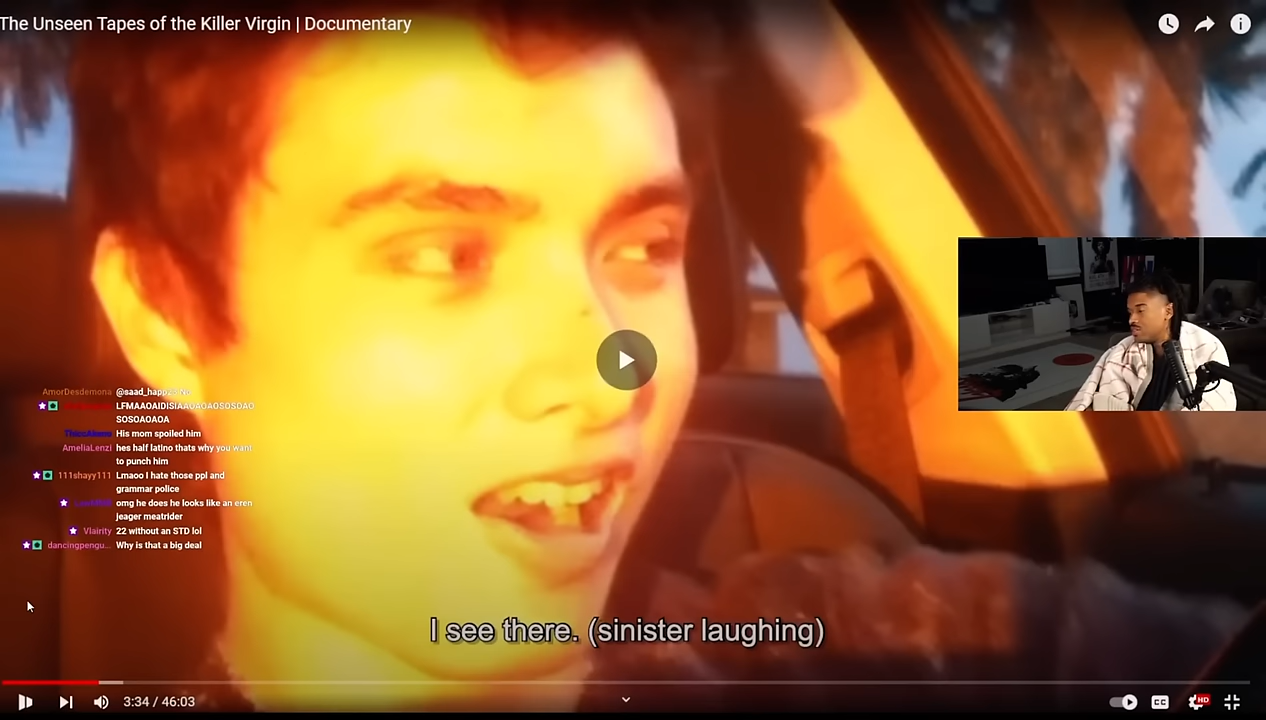 The Unseen Tapes of the Killer Virgin | Documentary
AmorDesdemona @saad_happ
LFMAAOAIDISIAAOAOAOSOSOAO
SOSOAOAOA
His mom spoiled him
AmeliaLenzi hes half latino thats why you want
to punch him
111shayy111 Lmaoo I hate those ppl and
grammar police
omg he does he looks like an eren
jeager meatrider
Vlairity 22 without an STD lol
dancingpengu... Why is that a big deal
I see there. (sinister laughing)
3:34 / 46:03
CC
HD